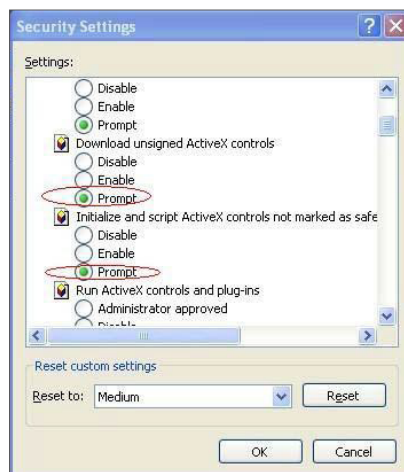 Security Settings
Settings:
Disable
Enable
Prompt
Download unsigned ActiveX controls
Disable
Enable
Prompt
Initialize and script ActiveX controls not marked as safe
Disable
Enable
Prompt
Run ActiveX controls and plug-ins
Administrator approved
Disable
Reset custom settings
Reset to: Medium Reset
OK Cancel